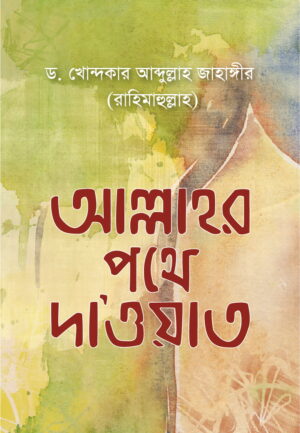 ড. খোন্দকার আব্দুল্লাহ জাহাঙ্গীর
(রাহিমাহুল্লাহ)
আল্লাহর
পথে
দা'ওয়াত